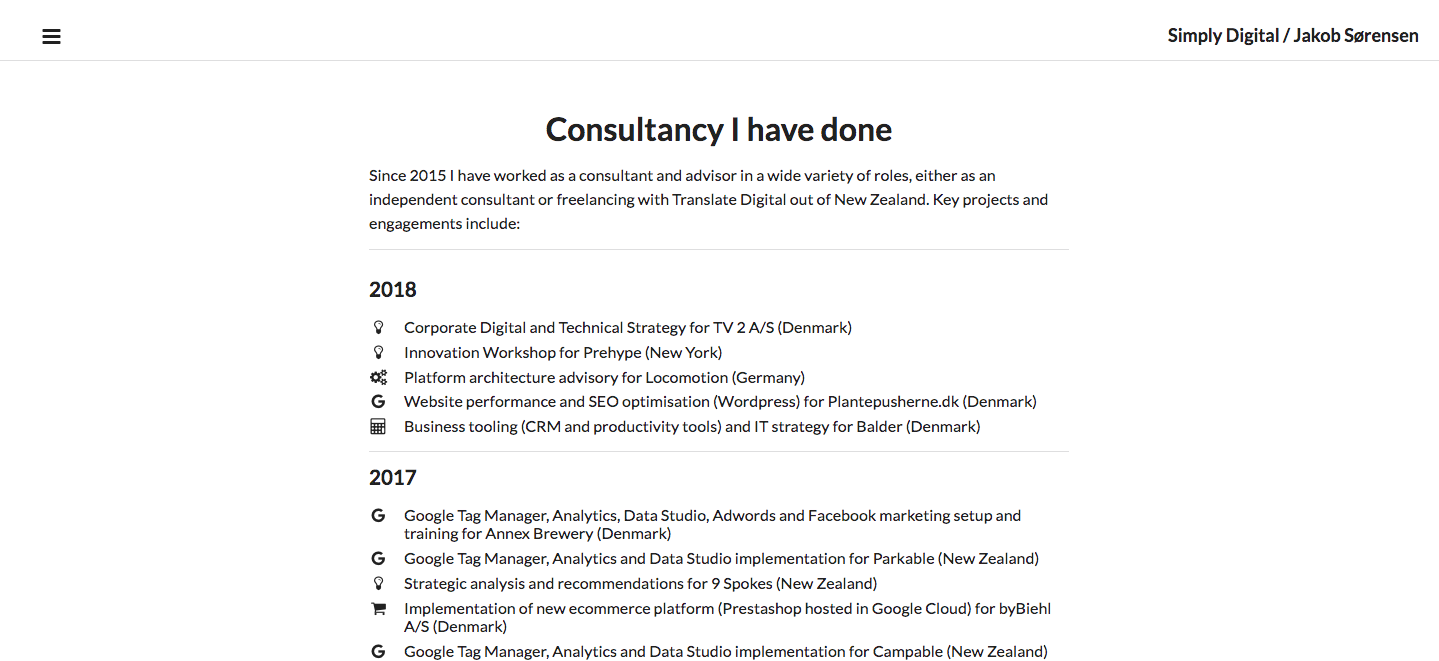 Simply Digital / Jakob Sørensen
Consultancy I have done
Since 2015 I have worked as a consultant and advisor in a wide variety of roles, either as an
independent consultant or freelancing with Translate Digital out of New Zealand. Key projects and
engagements include:
2018
Corporate Digital and Technical Strategy for TV 2 A/S (Denmark)
Innovation Workshop for Prehype (New York)
Platform architecture advisory for Locomotion (Germany)
Website performance and SEO optimisation (Wordpress) for Plantepusherne.dk (Denmark)
Business tooling (CRM and productivity tools) and IT strategy for Balder (Denmark)
2017
Google Tag Manager, Analytics, Data Studio, Adwords and Facebook marketing setup and
training for Annex Brewery (Denmark)
Google Tag Manager, Analytics and Data Studio implementation for Parkable (New Zealand)
Strategic analysis and recommendations for 9 Spokes (New Zealand)
Implementation of new ecommerce platform (Prestashop hosted in Google Cloud) for byBiehl
A/S (Denmark)
Google Tag Manager, Analytics and Data Studio implementation for Campable (New Zealand)